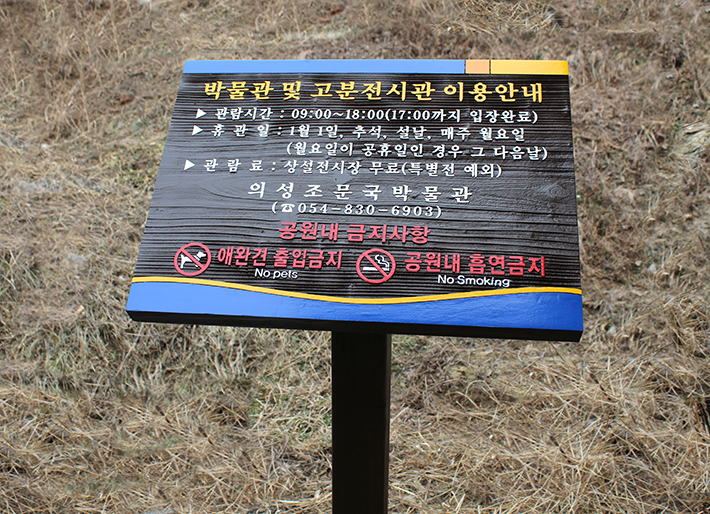 박물관 및 고분전시관 이용안내
▶ 관람시간 : 09:00~18:00(17:00까지 입장완료)
▶ 휴 관 일 : 1월 1일, 추석, 설날, 매주 월요일
(월요일이 공휴일인 경우 그 다음날)
▶ 관 람 료 : 상설전시장 무료(특별전 예외)
의성조문국박물관
(☎054-830-6903)
공원내 금지사항
애완견 출입금지 공원내 흡연금지
No pets No Smoking